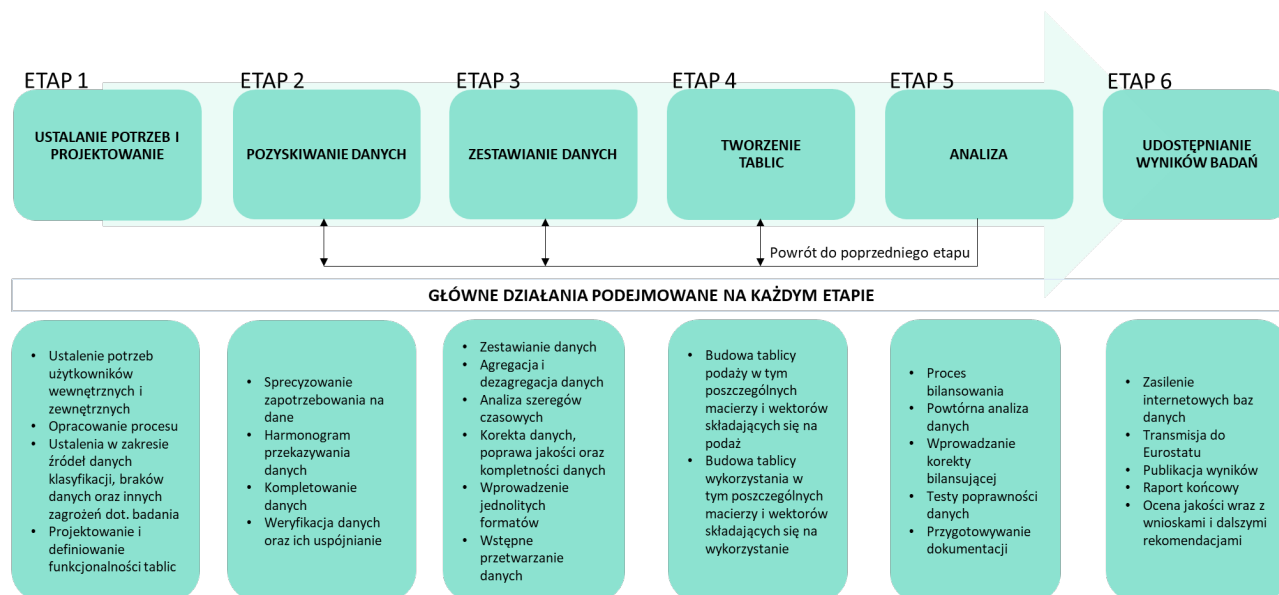 ETAP 1
USTALANIE POTRZEB I
PROJEKTOWANIE
ETAP 2
POZYSKIWANIE DANYCH
ETAP 3
ZESTAWIANIE DANYCH
ETAP 4
TWORZENIE
TABLIC
ETAP 5
ANALIZA
ETAP 6
UDOSTĘPNIANIE
WYNIKÓW BADAŃ
Powrót do poprzedniego etapu
GŁÓWNE DZIAŁANIA PODEJMOWANE NA KAŻDYM ETAPIE
• Ustalenie potrzeb
użytkowników
wewnętrznych i
zewnętrznych
• Opracowanie procesu
• Ustalenia w zakresie
źródeł danych
klasyfikacji, braków
danych oraz innych
zagrożeń dot. badania
• Projektowanie i
definiowanie
funkcjonalności tablic
• Sprecyzowanie
zapotrzebowania na
dane
• Harmonogram
przekazywania
danych
• Kompletowanie
danych
• Weryfikacja danych
oraz ich uspójnianie
• Zestawianie danych
• Agregacja i
dezagregacja danych
• Analiza szeregów
czasowych
• Korekta danych,
poprawa jakości oraz
kompletności danych
• Wprowadzenie
jednolitych
formatów
• Wstępne
przetwarzanie
danych
• Budowa tablicy
podaży w tym
poszczególnych
macierzy i wektorów
składających się na
podaż
• Budowa tablicy
wykorzystania w
tym poszczególnych
macierzy i wektorów
składających się na
wykorzystanie
• Proces
bilansowania
• Powtórna analiza
danych
• Wprowadzanie
korekty
bilansującej
• Testy poprawności
danych
• Przygotowywanie
dokumentacji
• Zasilenie
internetowych baz
danych
• Transmisja do
Eurostatu
• Publikacja wyników
• Raport końcowy
• Ocena jakości wraz z
wnioskami i dalszymi
rekomendacjami